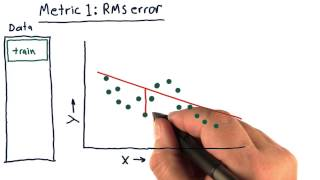 Metric 1: RMS error
Data
train
Y →
X →